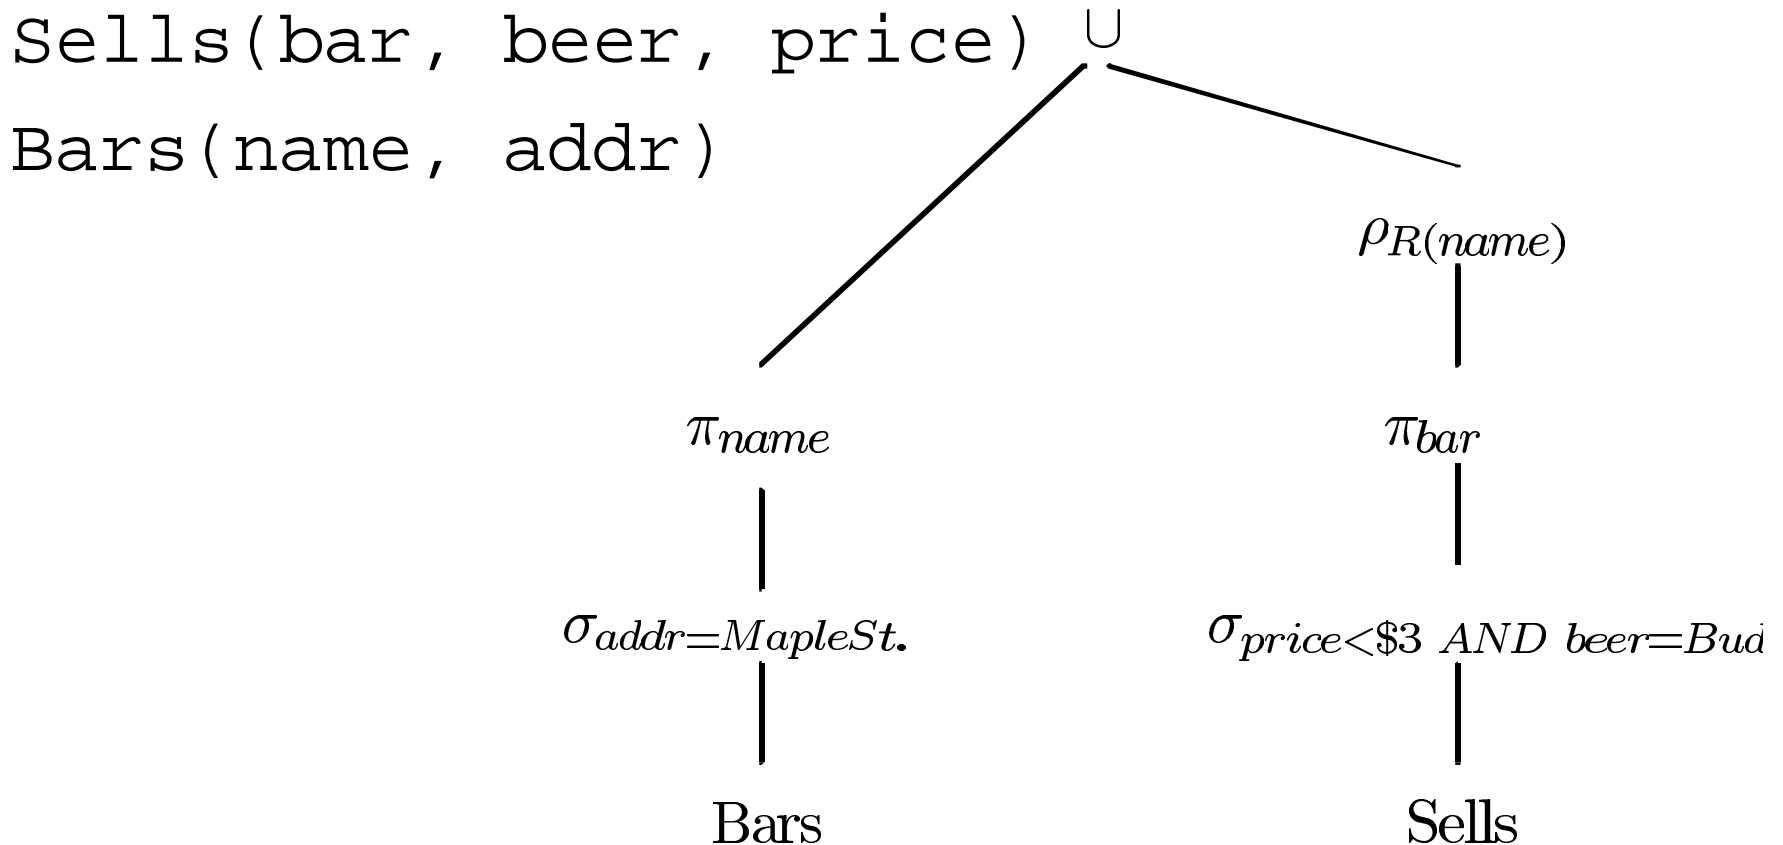 Sells(bar, beer, price) ∪
Bars(name, addr)
ρR(name)
πname πbar
σaddr=MapleSt. σprice<$3 AND beer=Bud
Bars Sells